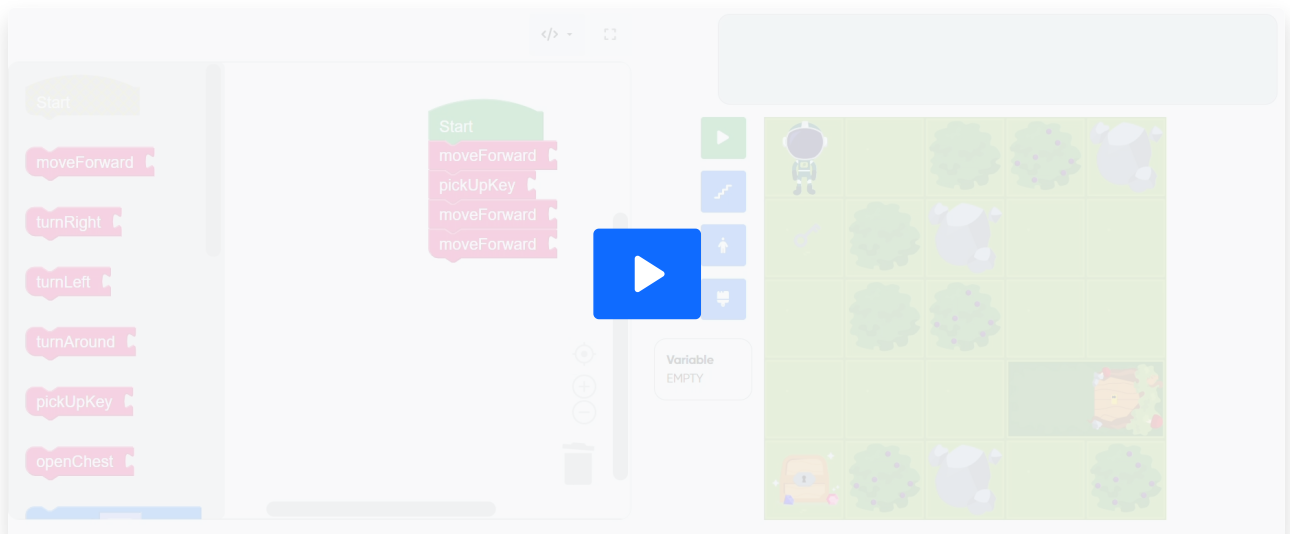 </>
Start
moveForward
turnRight
turnLeft
turnAround
pickUpKey
openChest
Start
moveForward
pickUpKey
moveForward
moveForward
Variable
EMPTY